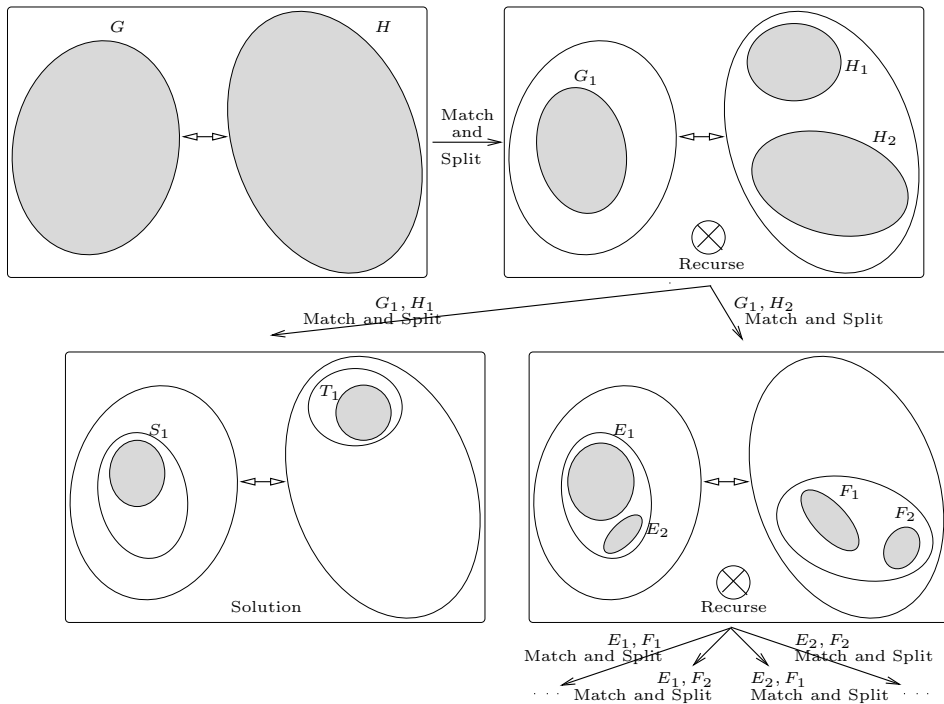 G
H
Match
and
Split
G₁
H₁
H₂
Recurse
G₁, H₁
Match and Split
G₁, H₂
Match and Split
S₁
T₁
Solution
E₁
E₂
F₁
F₂
Recurse
E₁, F₁
Match and Split
E₂, F₂
Match and Split
E₁, F₂
Match and Split
E₂, F₁
Match and Split
. . .
. . .